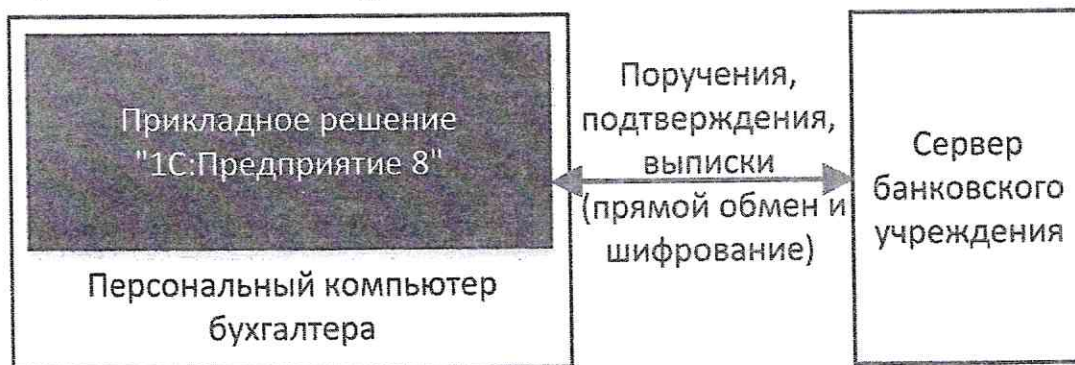 Прикладное решение
"1С:Предприятие 8"
Персональный компьютер
бухгалтера
Поручения,
подтверждения,
выписки
(прямой обмен и
шифрование)
Сервер
банковского
учреждения